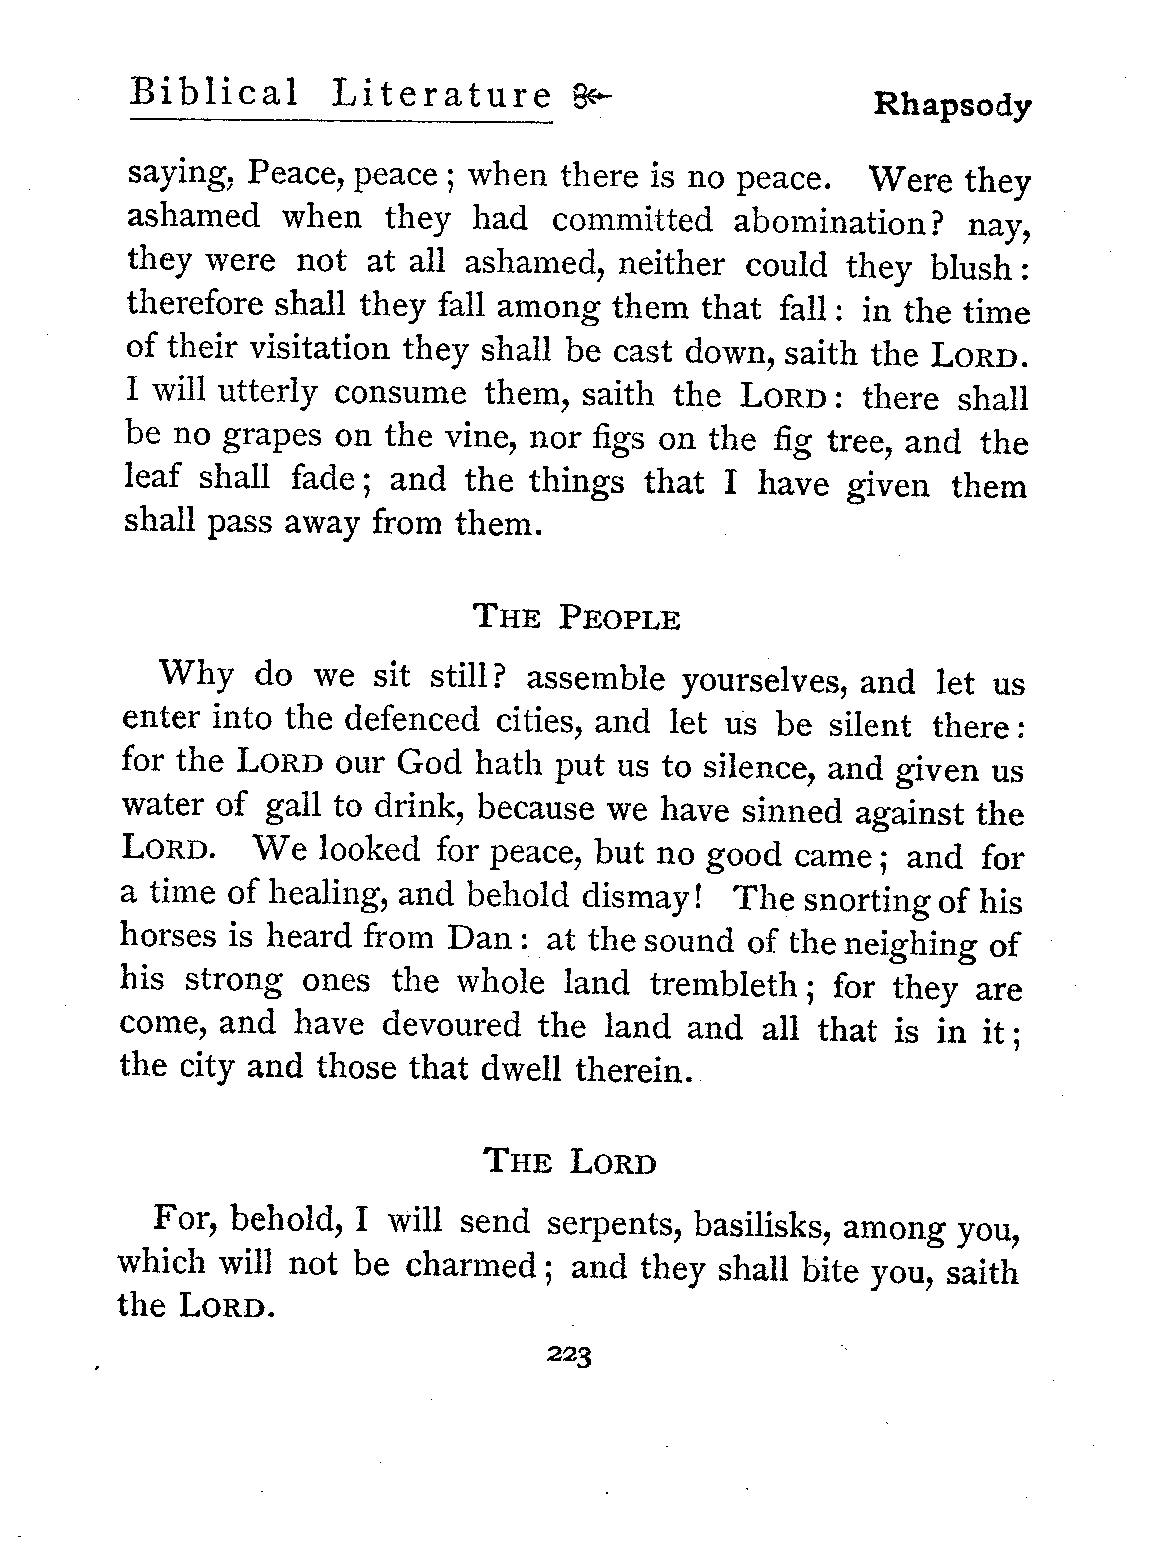 Biblical Literature Rhapsody
saying, Peace, peace ; when there is no peace. Were they
ashamed when they had committed abomination? nay,
they were not at all ashamed, neither could they blush :
therefore shall they fall among them that fall : in the time
of their visitation they shall be cast down, saith the LORD.
I will utterly consume them, saith the LORD : there shall
be no grapes on the vine, nor figs on the fig tree, and the
leaf shall fade ; and the things that I have given them
shall pass away from them.
THE PEOPLE
Why do we sit still? assemble yourselves, and let us
enter into the defenced cities, and let us be silent there :
for the LORD our God hath put us to silence, and given us
water of gall to drink, because we have sinned against the
LORD. We looked for peace, but no good came ; and for
a time of healing, and behold dismay! The snorting of his
horses is heard from Dan : at the sound of the neighing of
his strong ones the whole land trembleth ; for they are
come, and have devoured the land and all that is in it ;
the city and those that dwell therein.
THE LORD
For, behold, I will send serpents, basilisks, among you,
which will not be charmed ; and they shall bite you, saith
the LORD.
223